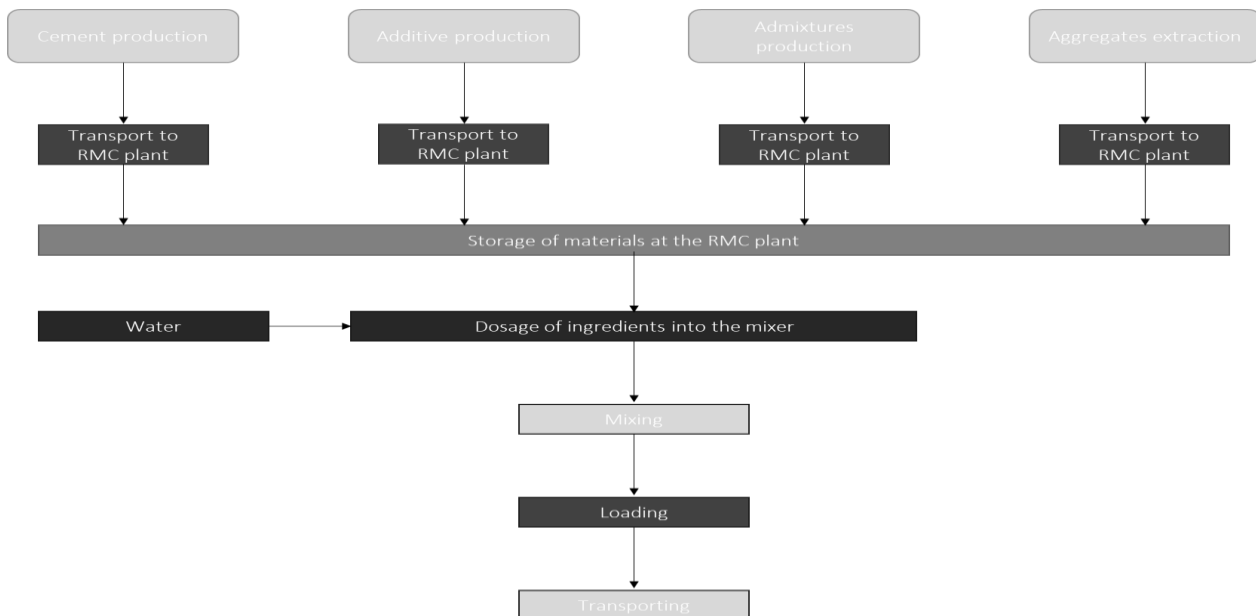 Cement production
Additive production
Admixtures
production
Aggregates extraction
Transport to
RMC plant
Transport to
RMC plant
Transport to
RMC plant
Transport to
RMC plant
Storage of materials at the RMC plant
Water
Dosage of ingredients into the mixer
Mixing
Loading
Transporting